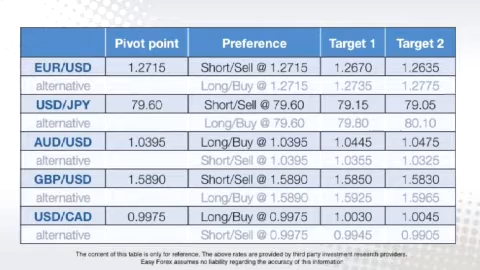 Pivot point Preference Target 1 Target 2
EUR/USD 1.2715 Short/Sell @ 1.2715 1.2670 1.2635
alternative Long/Buy @ 1.2715 1.2735 1.2775
USD/JPY 79.60 Short/Sell @ 79.60 79.15 79.05
alternative Long/Buy @ 79.60 79.80 80.10
AUD/USD 1.0395 Long/Buy @ 1.0395 1.0445 1.0475
alternative Short/Sell @ 1.0395 1.0355 1.0325
GBP/USD 1.5890 Short/Sell @ 1.5890 1.5850 1.5830
alternative Long/Buy @ 1.5890 1.5925 1.5965
USD/CAD 0.9975 Long/Buy @ 0.9975 1.0030 1.0045
alternative Short/Sell @ 0.9975 0.9945 0.9905
The content of this table is only for reference. The above rates are provided by third party investment research providers.
Easy Forex assumes no liability regarding the accuracy of this information